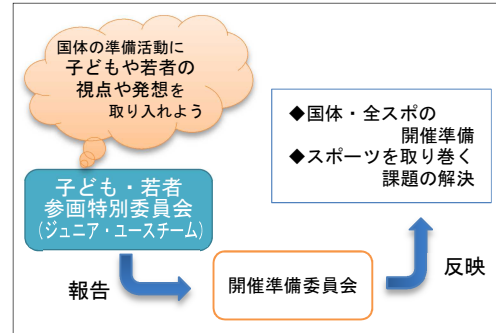 国体の準備活動に
子どもや若者の
視点や発想を
取り入れよう
子ども・若者
参画特別委員会
(ジュニア・ユースチーム)
報告
開催準備委員会
反映
◆国体・全スポの
開催準備
◆スポーツを取り巻く
課題の解決